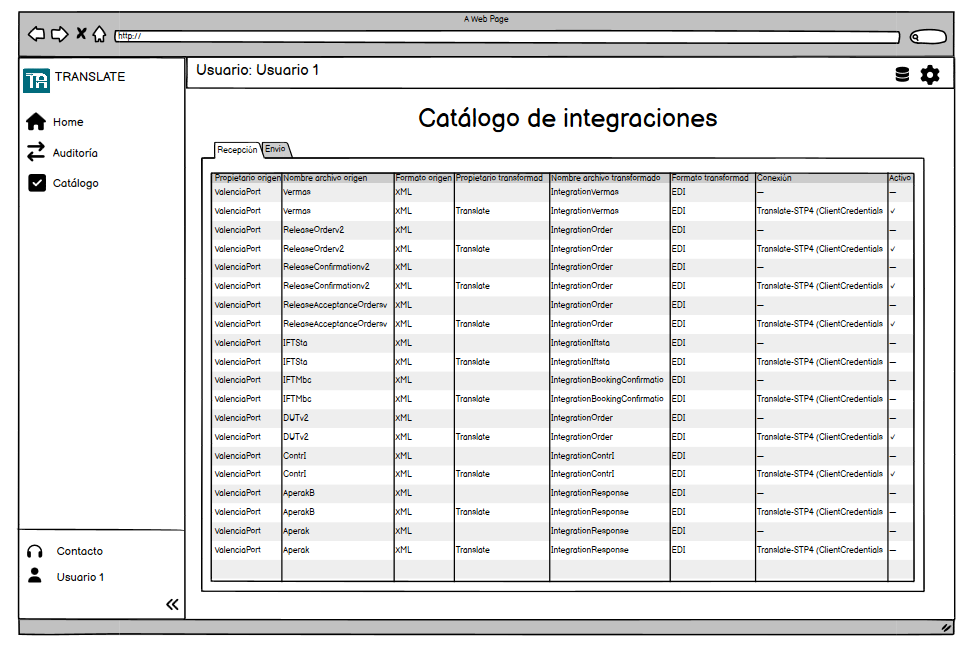 A Web Page
http://
TRANSLATE
Usuario: Usuario 1
Home
Auditoría
Catálogo
Catálogo de integraciones
Recepción Envio
Propietario origen Nombre archivo origen Formato origen Propietario transformad Nombre archivo transformado Formato transformad Conexión Activo
ValenciaPort Vermas XML IntegrationVermas EDI — —
ValenciaPort Vermas XML Translate IntegrationVermas EDI Translate-STP4 (ClientCredentials ✓
ValenciaPort ReleaseOrderv2 XML IntegrationOrder EDI — —
ValenciaPort ReleaseOrderv2 XML Translate IntegrationOrder EDI Translate-STP4 (ClientCredentials ✓
ValenciaPort ReleaseConfirmationv2 XML IntegrationOrder EDI — —
ValenciaPort ReleaseConfirmationv2 XML Translate IntegrationOrder EDI Translate-STP4 (ClientCredentials ✓
ValenciaPort ReleaseAcceptanceOrdersv XML IntegrationOrder EDI — —
ValenciaPort ReleaseAcceptanceOrdersv XML Translate IntegrationOrder EDI Translate-STP4 (ClientCredentials ✓
ValenciaPort IFTSta XML IntegrationIftsta EDI — —
ValenciaPort IFTSta XML Translate IntegrationIftsta EDI Translate-STP4 (ClientCredentials —
ValenciaPort IFTMbc XML IntegrationBookingConfirmatio EDI — —
ValenciaPort IFTMbc XML Translate IntegrationBookingConfirmatio EDI Translate-STP4 (ClientCredentials —
ValenciaPort DUTv2 XML IntegrationOrder EDI — —
ValenciaPort DUTv2 XML Translate IntegrationOrder EDI Translate-STP4 (ClientCredentials ✓
ValenciaPort Contrl XML IntegrationContrl EDI — —
ValenciaPort Contrl XML Translate IntegrationContrl EDI Translate-STP4 (ClientCredentials ✓
ValenciaPort AperakB XML IntegrationResponse EDI — —
ValenciaPort AperakB XML Translate IntegrationResponse EDI Translate-STP4 (ClientCredentials —
ValenciaPort Aperak XML IntegrationResponse EDI — —
ValenciaPort Aperak XML Translate IntegrationResponse EDI Translate-STP4 (ClientCredentials —
Contacto
Usuario 1